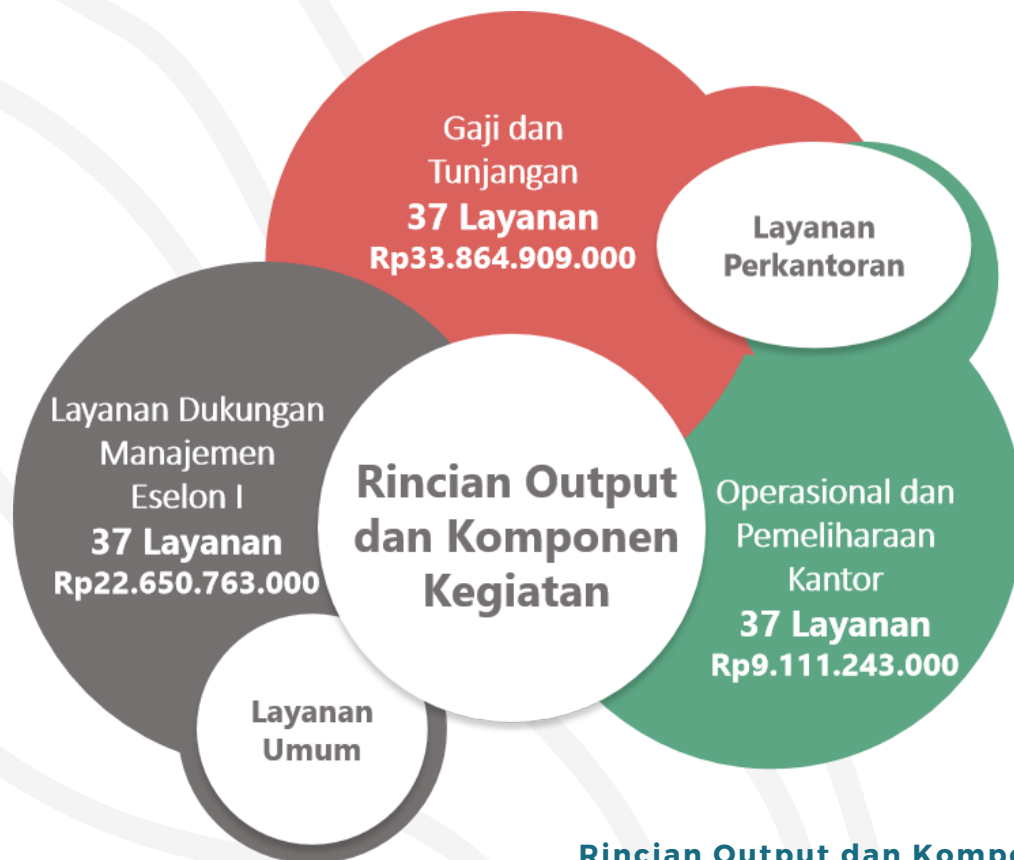 Gaji dan
Tunjangan
37 Layanan
Rp33.864.909.000
Layanan
Perkantoran
Layanan Dukungan
Manajemen
Eselon I
37 Layanan
Rp22.650.763.000
Rincian Output
dan Komponen
Kegiatan
Operasional dan
Pemeliharaan
Kantor
37 Layanan
Rp9.111.243.000
Layanan
Umum
Rincian Output dan